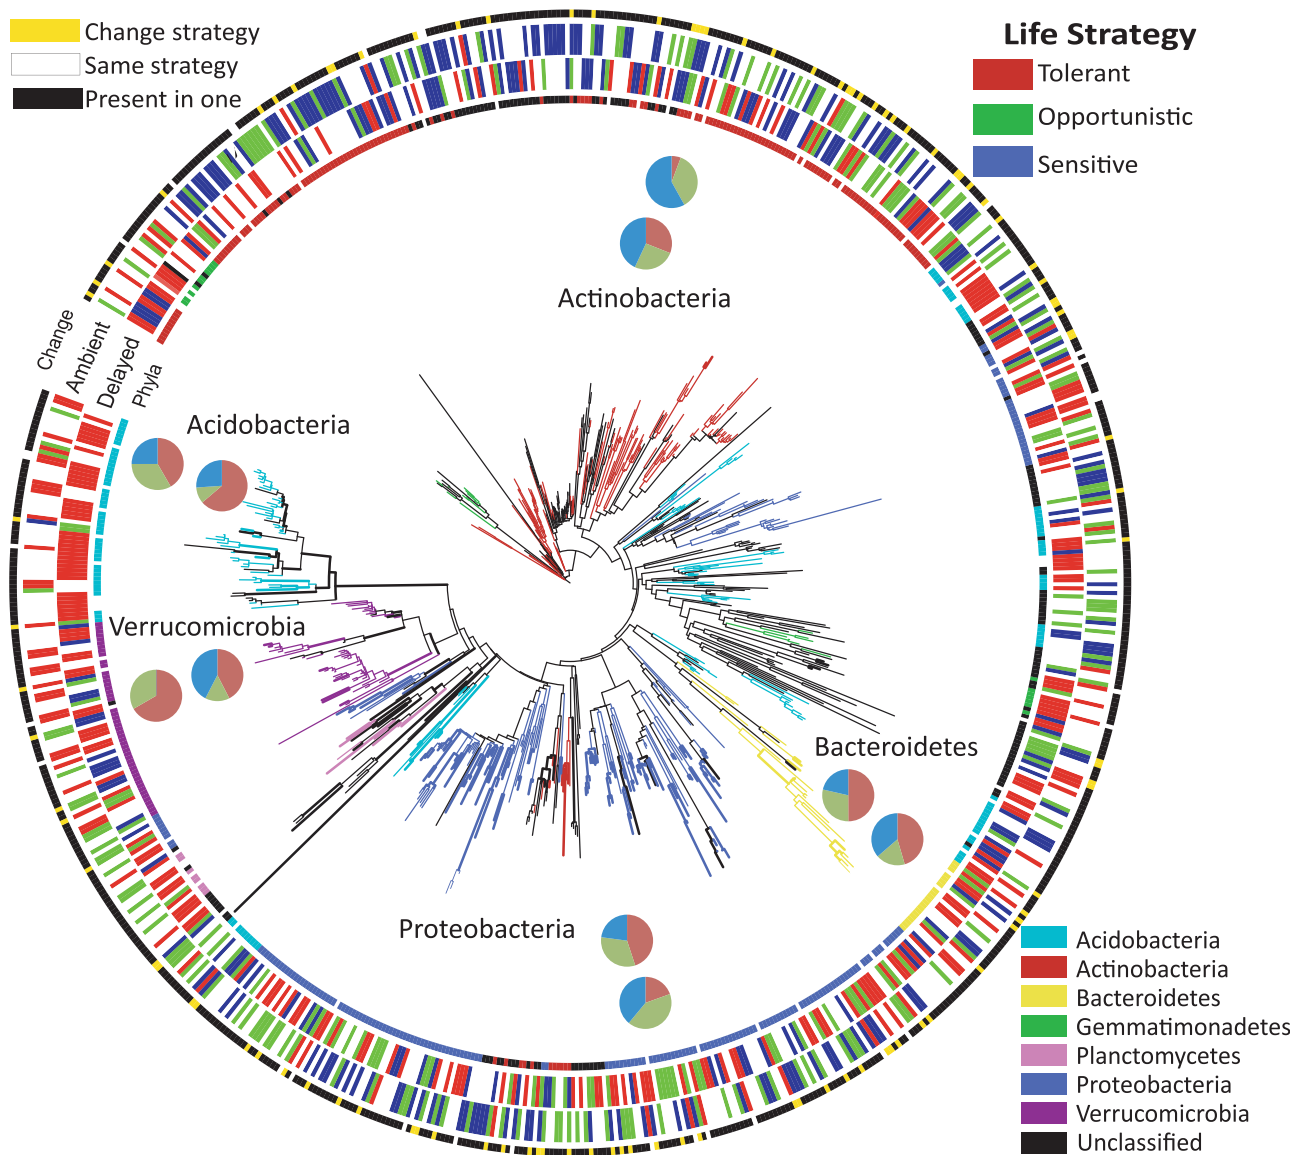 Change strategy
Same strategy
Present in one
Life Strategy
Tolerant
Opportunistic
Sensitive
Actinobacteria
Change
Ambient
Delayed
Phyla
Acidobacteria
Verrucomicrobia
Bacteroidetes
Proteobacteria
Acidobacteria
Actinobacteria
Bacteroidetes
Gemmatimonadetes
Planctomycetes
Proteobacteria
Verrucomicrobia
Unclassified